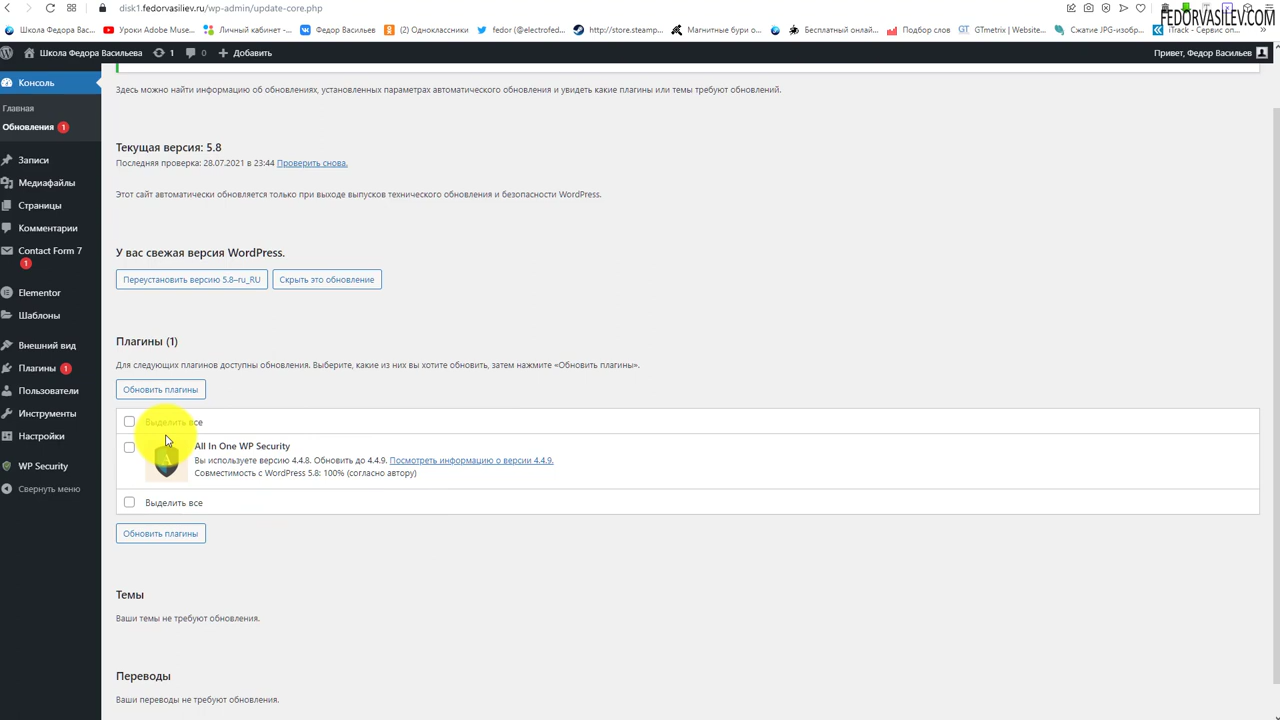 disk1.fedorvasiliev.ru/wp-admin/update-core.php
FEDORVASILEV.COM
Школа Федора Вас...
Уроки Adobe Muse...
Личный кабинет -...
Федор Васильев
(2) Одноклассники
fedor (@electrofed...
http://store.steamp...
Магнитные бури о...
Бесплатный онлай...
Подбор слов
GTmetrix | Website...
Сжатие JPG-изобр...
iTrack - Сервис оп...
»
Школа Федора Васильева
1
0
Добавить
Привет, Федор Васильев
Консоль
Главная
Обновления 1
Записи
Медиафайлы
Страницы
Комментарии
Contact Form 7
1
Elementor
Шаблоны
Внешний вид
Плагины 1
Пользователи
Инструменты
Настройки
WP Security
Свернуть меню
Здесь можно найти информацию об обновлениях, установленных параметрах автоматического обновления и увидеть какие плагины или темы требуют обновлений.
Текущая версия: 5.8
Последняя проверка: 28.07.2021 в 23:44 Проверить снова.
Этот сайт автоматически обновляется только при выходе выпусков технического обновления и безопасности WordPress.
У вас свежая версия WordPress.
Переустановить версию 5.8–ru_RU
Скрыть это обновление
Плагины (1)
Для следующих плагинов доступны обновления. Выберите, какие из них вы хотите обновить, затем нажмите «Обновить плагины».
Обновить плагины
Выделить все
All In One WP Security
Вы используете версию 4.4.8. Обновить до 4.4.9. Посмотреть информацию о версии 4.4.9.
Совместимость с WordPress 5.8: 100% (согласно автору)
Выделить все
Обновить плагины
Темы
Ваши темы не требуют обновления.
Переводы
Ваши переводы не требуют обновления.